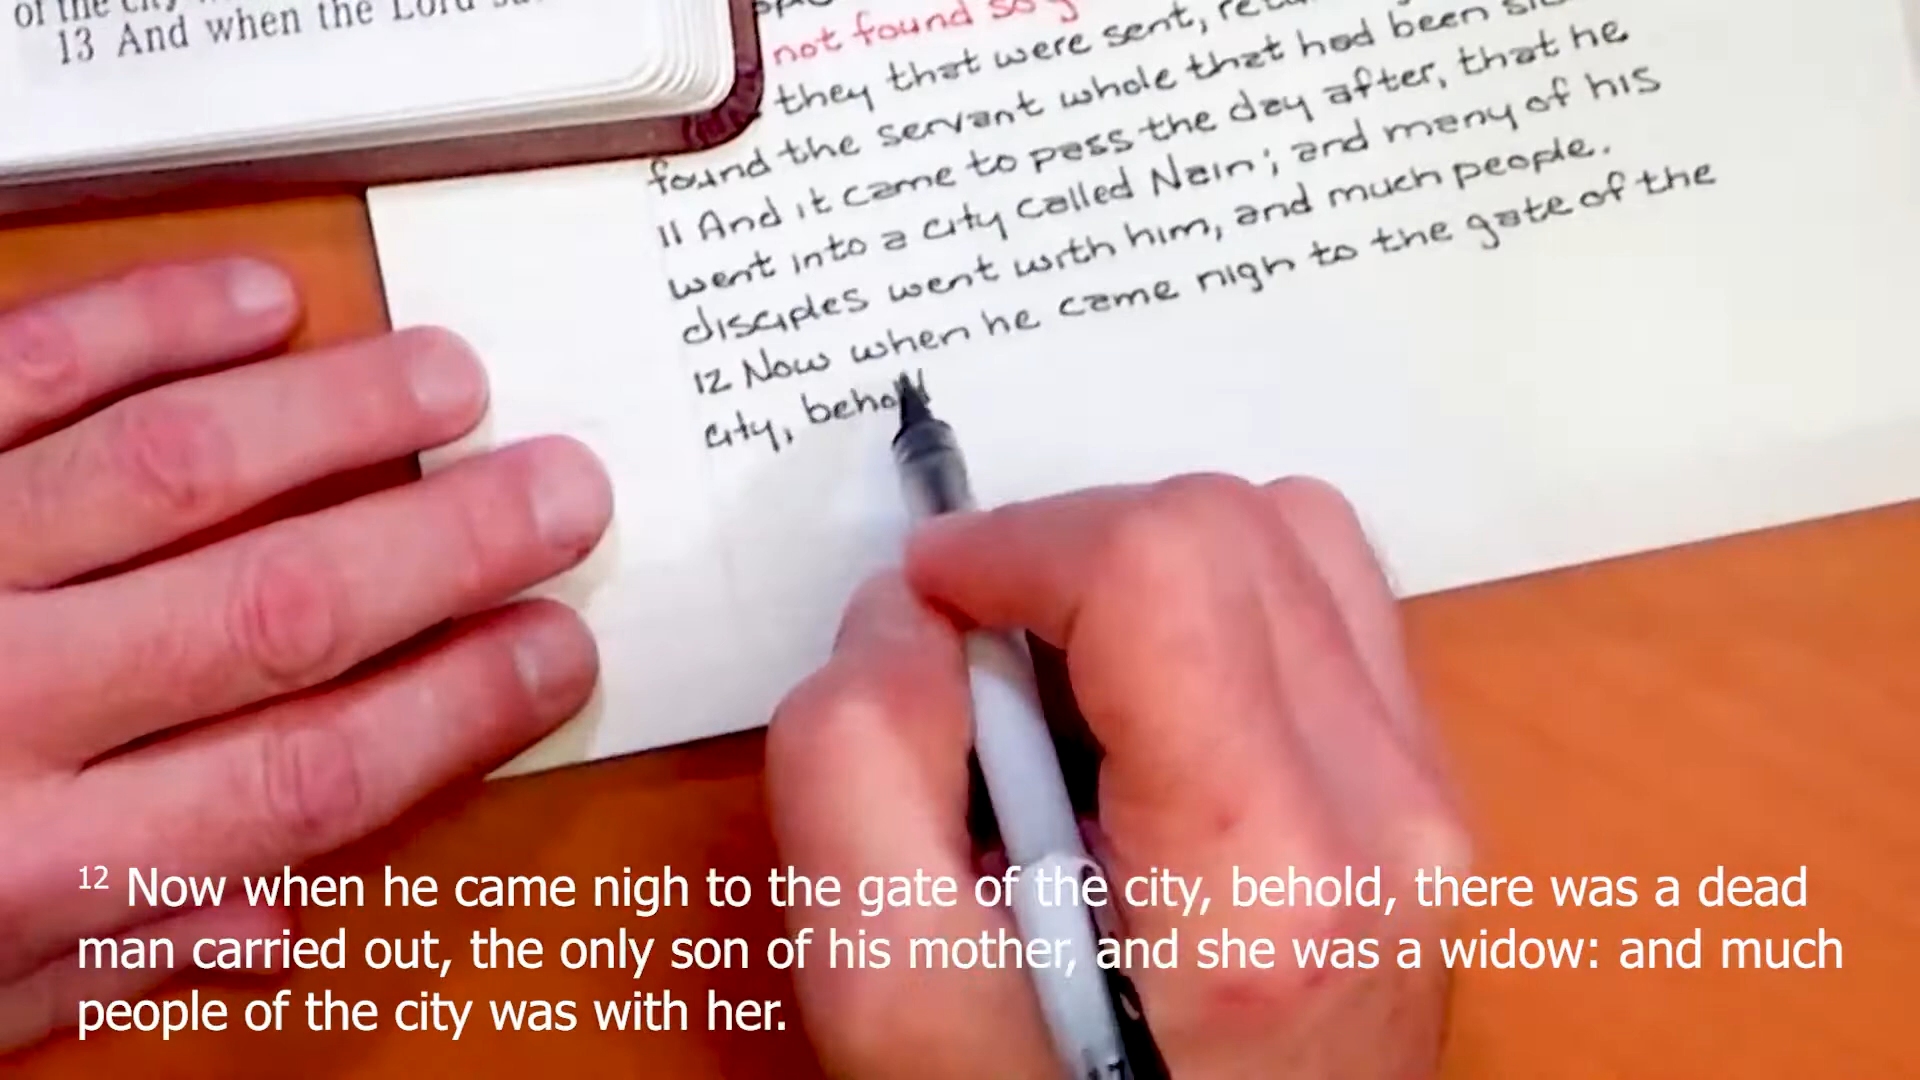 of the city
13 And when the Lord
not found so
they that were sent,
found the servant whole that had been
11 And it came to pass the day after, that he
went into a city called Nain; and many of his
disciples went with him, and much people.
12 Now when he came nigh to the gate of the
city, behold
12 Now when he came nigh to the gate of the city, behold, there was a dead
man carried out, the only son of his mother, and she was a widow: and much
people of the city was with her.